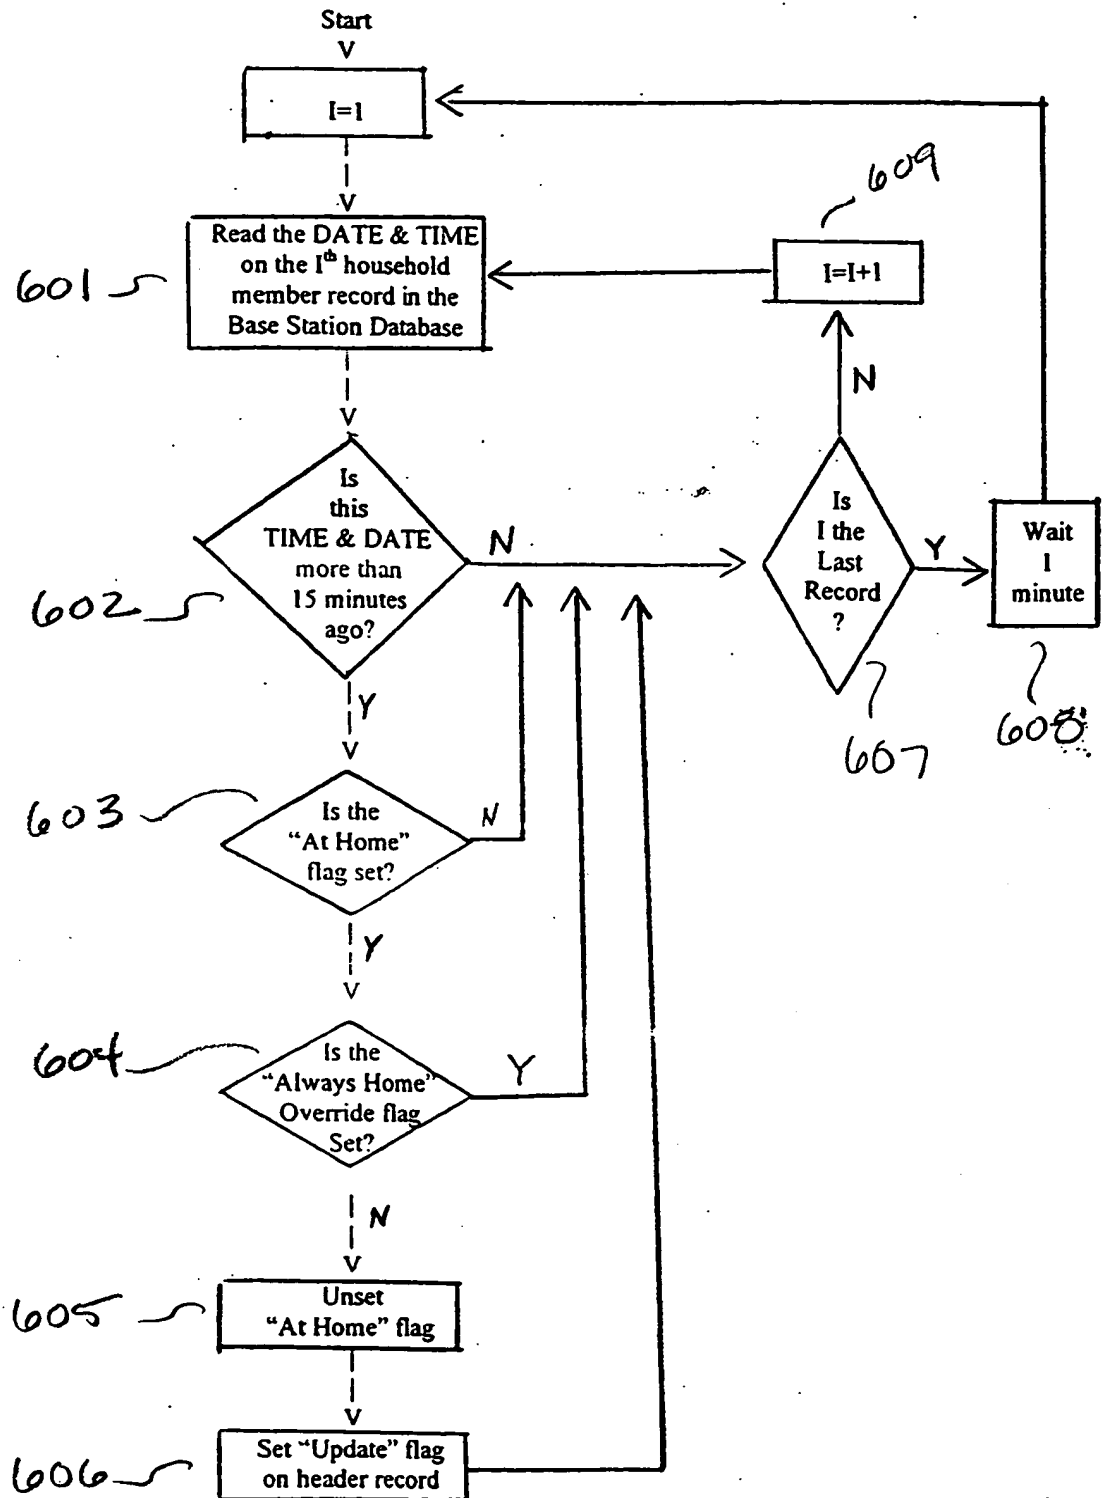 Start
V
I=1
V
609
Read the DATE & TIME
on the Iᵗʰ household
member record in the
Base Station Database
601
I=I+1
V
N
Is
this
TIME & DATE
more than
15 minutes
ago?
602
N
Is
I the
Last
Record
?
Y
Wait
1
minute
607
608
Y
V
603
Is the
“At Home”
flag set?
N
Y
V
604
Is the
“Always Home”
Override flag
Set?
Y
N
V
605
Unset
“At Home” flag
V
606
Set “Update” flag
on header record